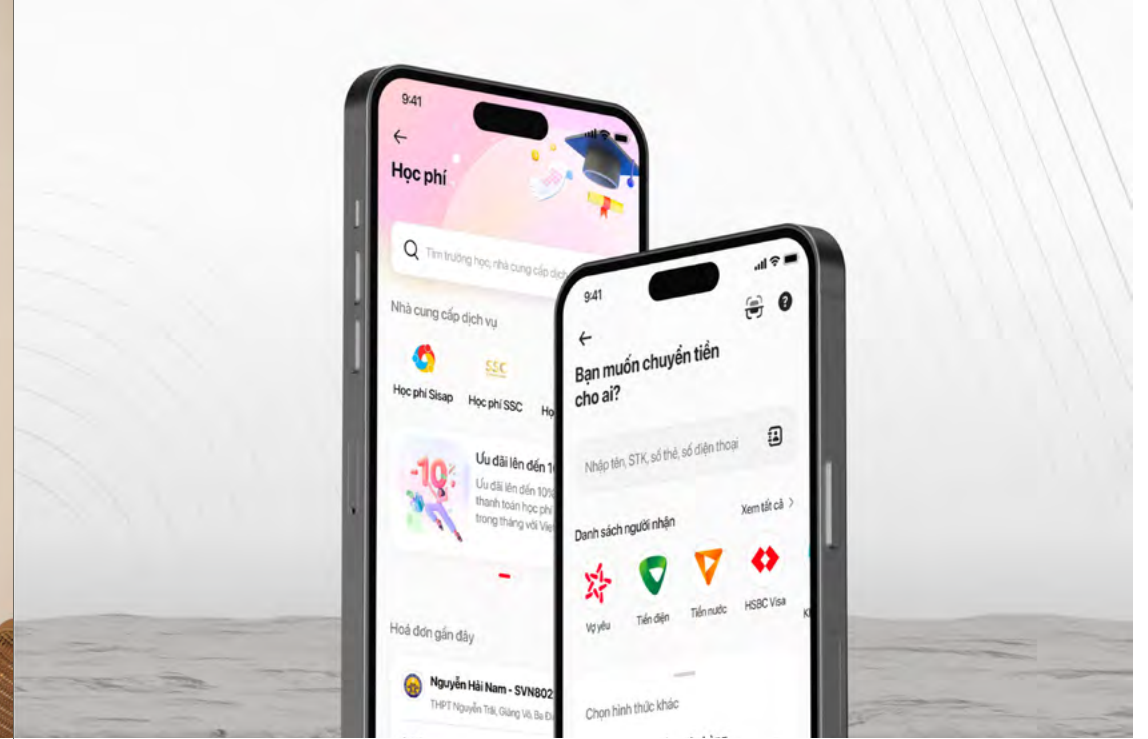 9:41
Học phí
Tìm trường học, nhà cung cấp dịch
Nhà cung cấp dịch vụ
SSC
Học phí Sisap
Học phí SSC
Họ
-10%
Ưu đãi lên đến 1
Ưu đãi lên đến 10%
thanh toán học phí
trong tháng với Vie
Hoá đơn gần đây
Nguyễn Hải Nam - SVN802
THPT Nguyễn Trãi, Giảng Võ, Ba Đì
9:41
Bạn muốn chuyển tiền
cho ai?
Nhập tên, STK, số thẻ, số điện thoại
Danh sách người nhận
Xem tất cả
Vợ yêu
Tiền điện
Tiền nước
HSBC Visa
Chọn hình thức khác